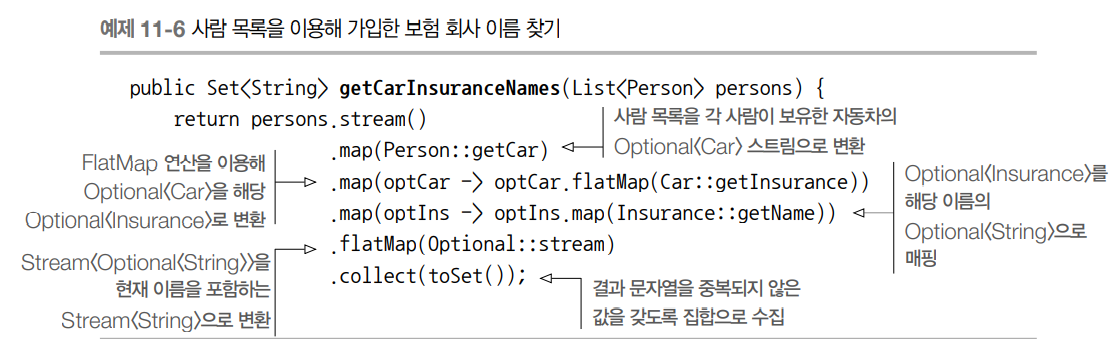 예제 11-6 사람 목록을 이용해 가입한 보험 회사 이름 찾기
public Set<String> getCarInsuranceNames(List<Person> persons) {
return persons.stream()
사람 목록을 각 사람이 보유한 자동차의
Optional<Car> 스트림으로 변환
.map(Person::getCar)
FlatMap 연산을 이용해
Optional<Car>을 해당
Optional<Insurance>로 변환
.map(optCar -> optCar.flatMap(Car::getInsurance))
Optional<Insurance>를
해당 이름의
Optional<String>으로
매핑
.map(optIns -> optIns.map(Insurance::getName))
.flatMap(Optional::stream)
Stream<Optional<String>>을
현재 이름을 포함하는
Stream<String>으로 변환
.collect(toSet());
결과 문자열을 중복되지 않은
값을 갖도록 집합으로 수집